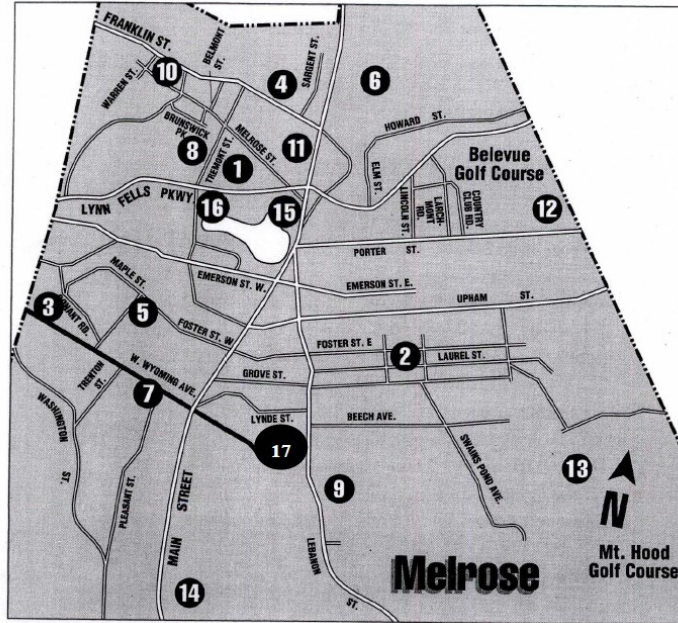 FRANKLIN ST.
BELMONT ST.
SARGENT ST.
4
6
10
WARREN ST.
BRUNSWICK PK.
MELROSE ST.
HOWARD ST.
11
8
TREMONT ST.
1
ELM ST.
Belevue
Golf Course
LYNN FELLS PKWY.
16
15
LINCOLN ST.
LARCH-
MONT
RD.
COUNTRY
CLUB RD.
12
PORTER ST.
MAPLE ST.
EMERSON ST. W.
EMERSON ST. E.
UPHAM ST.
3
RD.
5
FOSTER ST. W.
FOSTER ST. E
2
LAUREL ST.
TRENTON ST.
W. WYOMING AVE.
GROVE ST.
7
WASHINGTON ST.
LYNDE ST.
BEECH AVE.
17
SWAINS POND AVE.
13
PLEASANT ST.
MAIN STREET
9
N
LEBANON ST.
Melrose
Mt. Hood
Golf Course
14